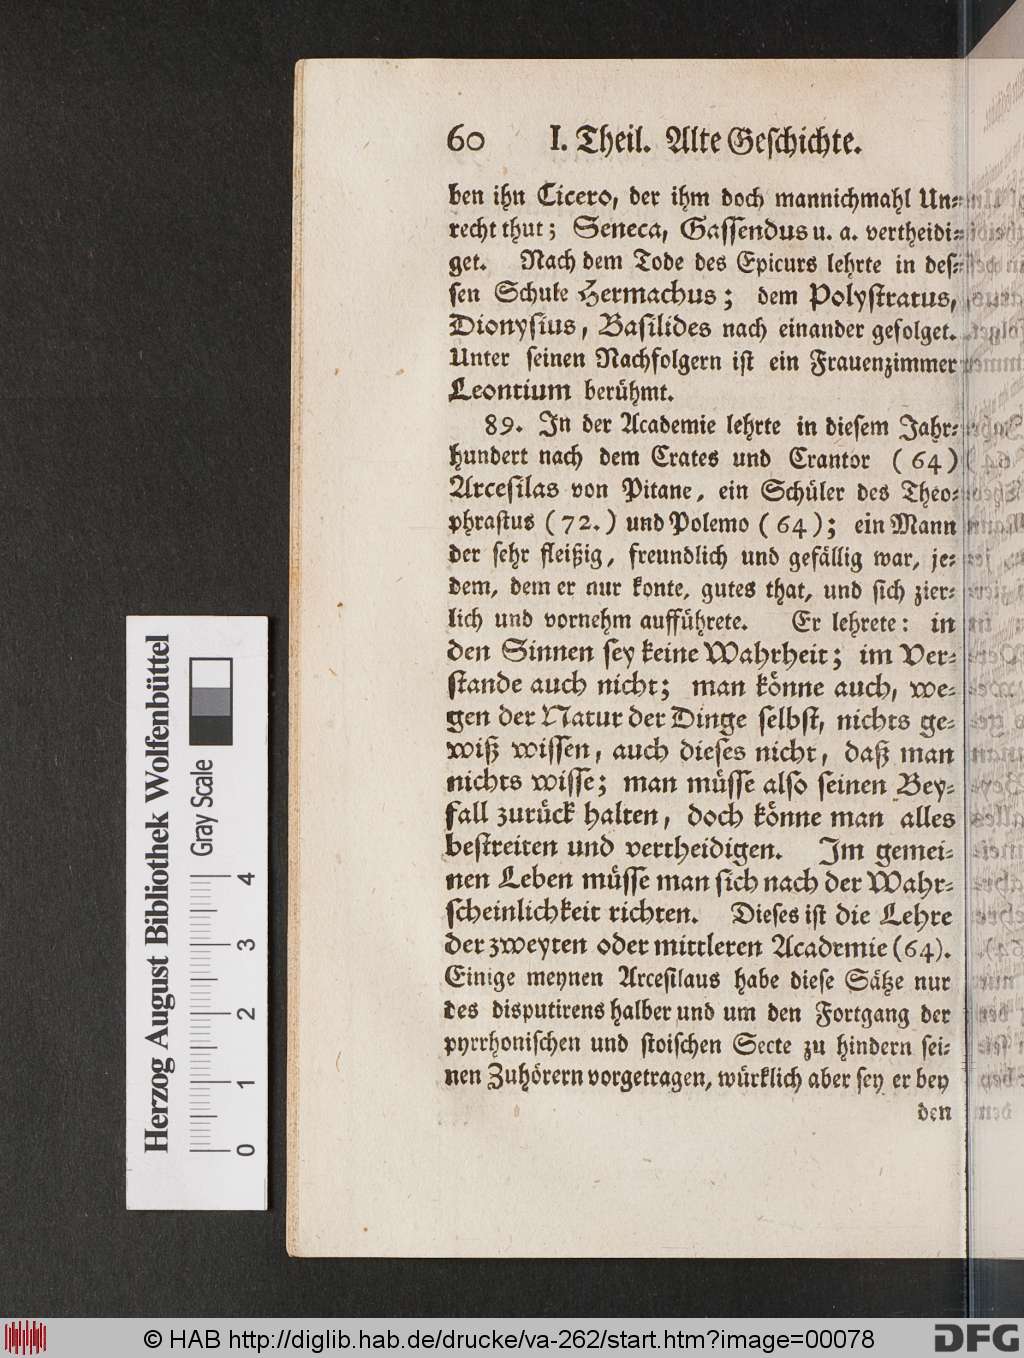 60 I. Theil. Alte Geschichte.
ben ihn Cicero, der ihm doch mannichmahl Un-
recht thut; Seneca, Gassendus u. a. vertheidi-
get. Nach dem Tode des Epicurs lehrte in des-
sen Schule Hermachus; dem Polystratus,
Dionysius, Basilides nach einander gefolget.
Unter seinen Nachfolgern ist ein Frauenzimmer
Leontium berühmt.
89. In der Academie lehrte in diesem Jahr-
hundert nach dem Crates und Crantor (64)
Arcesilas von Pitane, ein Schüler des Theo-
phrastus (72.) und Polemo (64); ein Mann
der sehr fleißig, freundlich und gefällig war, je-
dem, dem er nur konte, gutes that, und sich zier-
lich und vornehm aufführete. Er lehrete: in
den Sinnen sey keine Wahrheit; im Ver-
stande auch nicht; man könne auch, we-
gen der Natur der Dinge selbst, nichts ge-
wiß wissen, auch dieses nicht, daß man
nichts wisse; man müsse also seinen Bey-
fall zurück halten, doch könne man alles
bestreiten und vertheidigen. Im gemei-
nen Leben müsse man sich nach der Wahr-
scheinlichkeit richten. Dieses ist die Lehre
der zweyten oder mittleren Academie (64).
Einige meynen Arcesilaus habe diese Sätze nur
des disputirens halber und um den Fortgang der
pyrrhonischen und stoischen Secte zu hindern sei-
nen Zuhörern vorgetragen, würklich aber sey er bey
den
Herzog August Bibliothek Wolfenbüttel
Gray Scale
0 1 2 3 4
© HAB http://diglib.hab.de/drucke/va-262/start.htm?image=00078
DFG